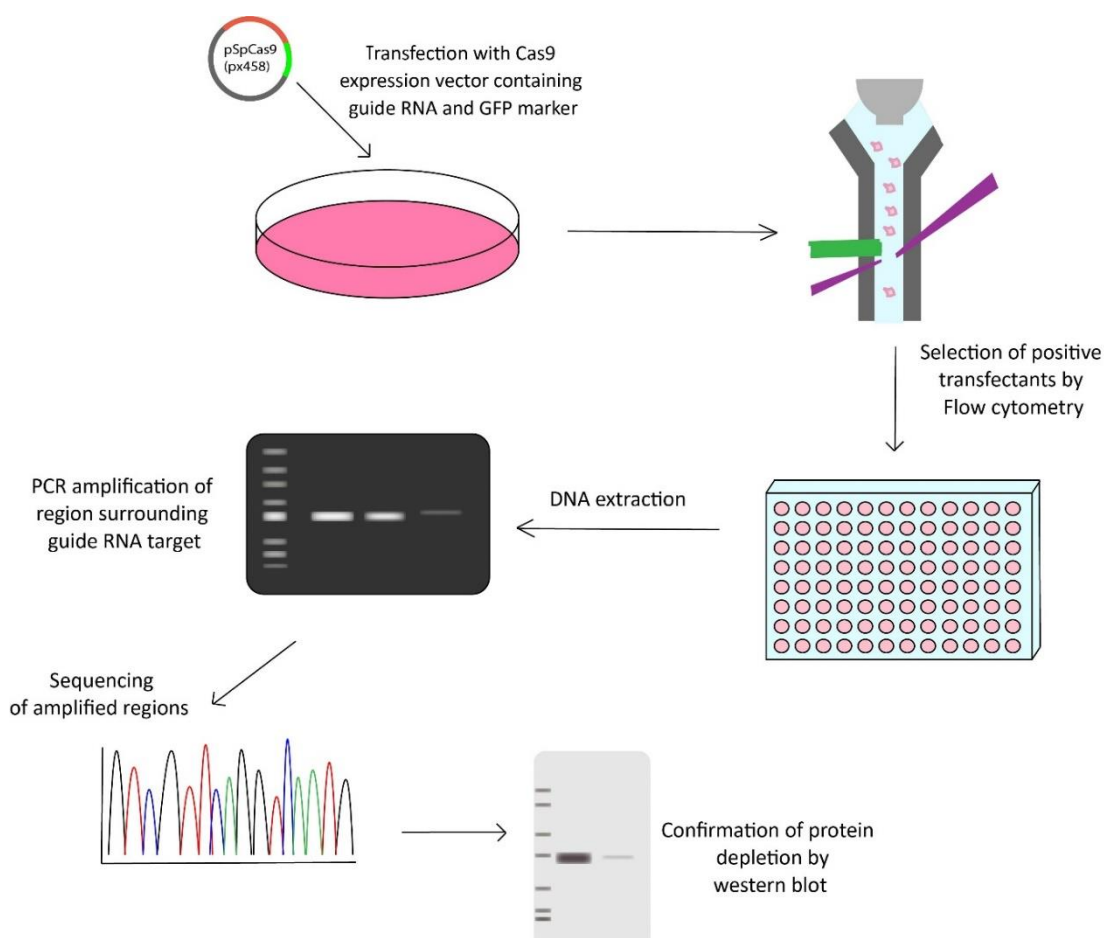 pSpCas9
(px458)
Transfection with Cas9
expression vector containing
guide RNA and GFP marker
Selection of positive
transfectants by
Flow cytometry
DNA extraction
PCR amplification of
region surrounding
guide RNA target
Sequencing
of amplified regions
Confirmation of protein
depletion by
western blot